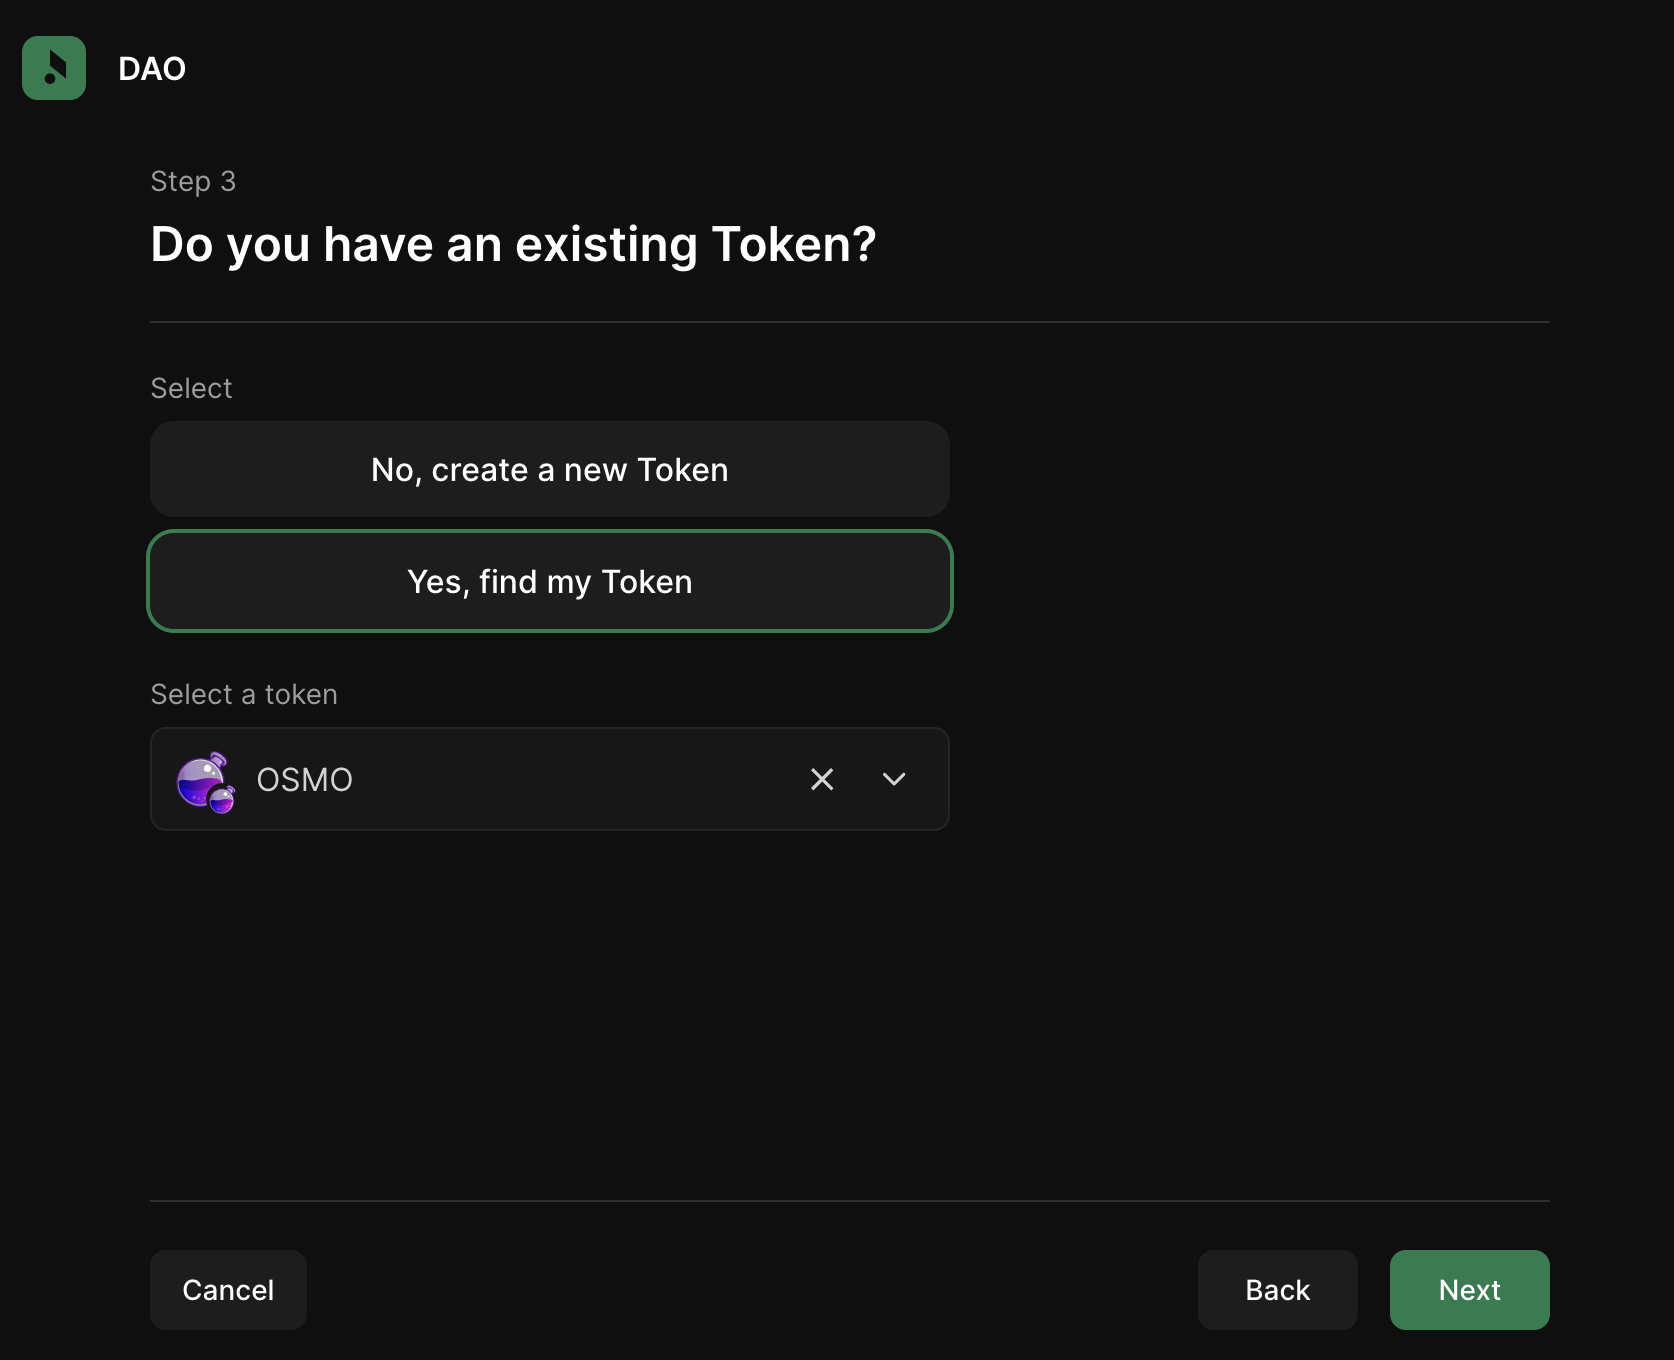 DAO
Step 3
Do you have an existing Token?
Select
No, create a new Token
Yes, find my Token
Select a token
OSMO
Cancel
Back
Next